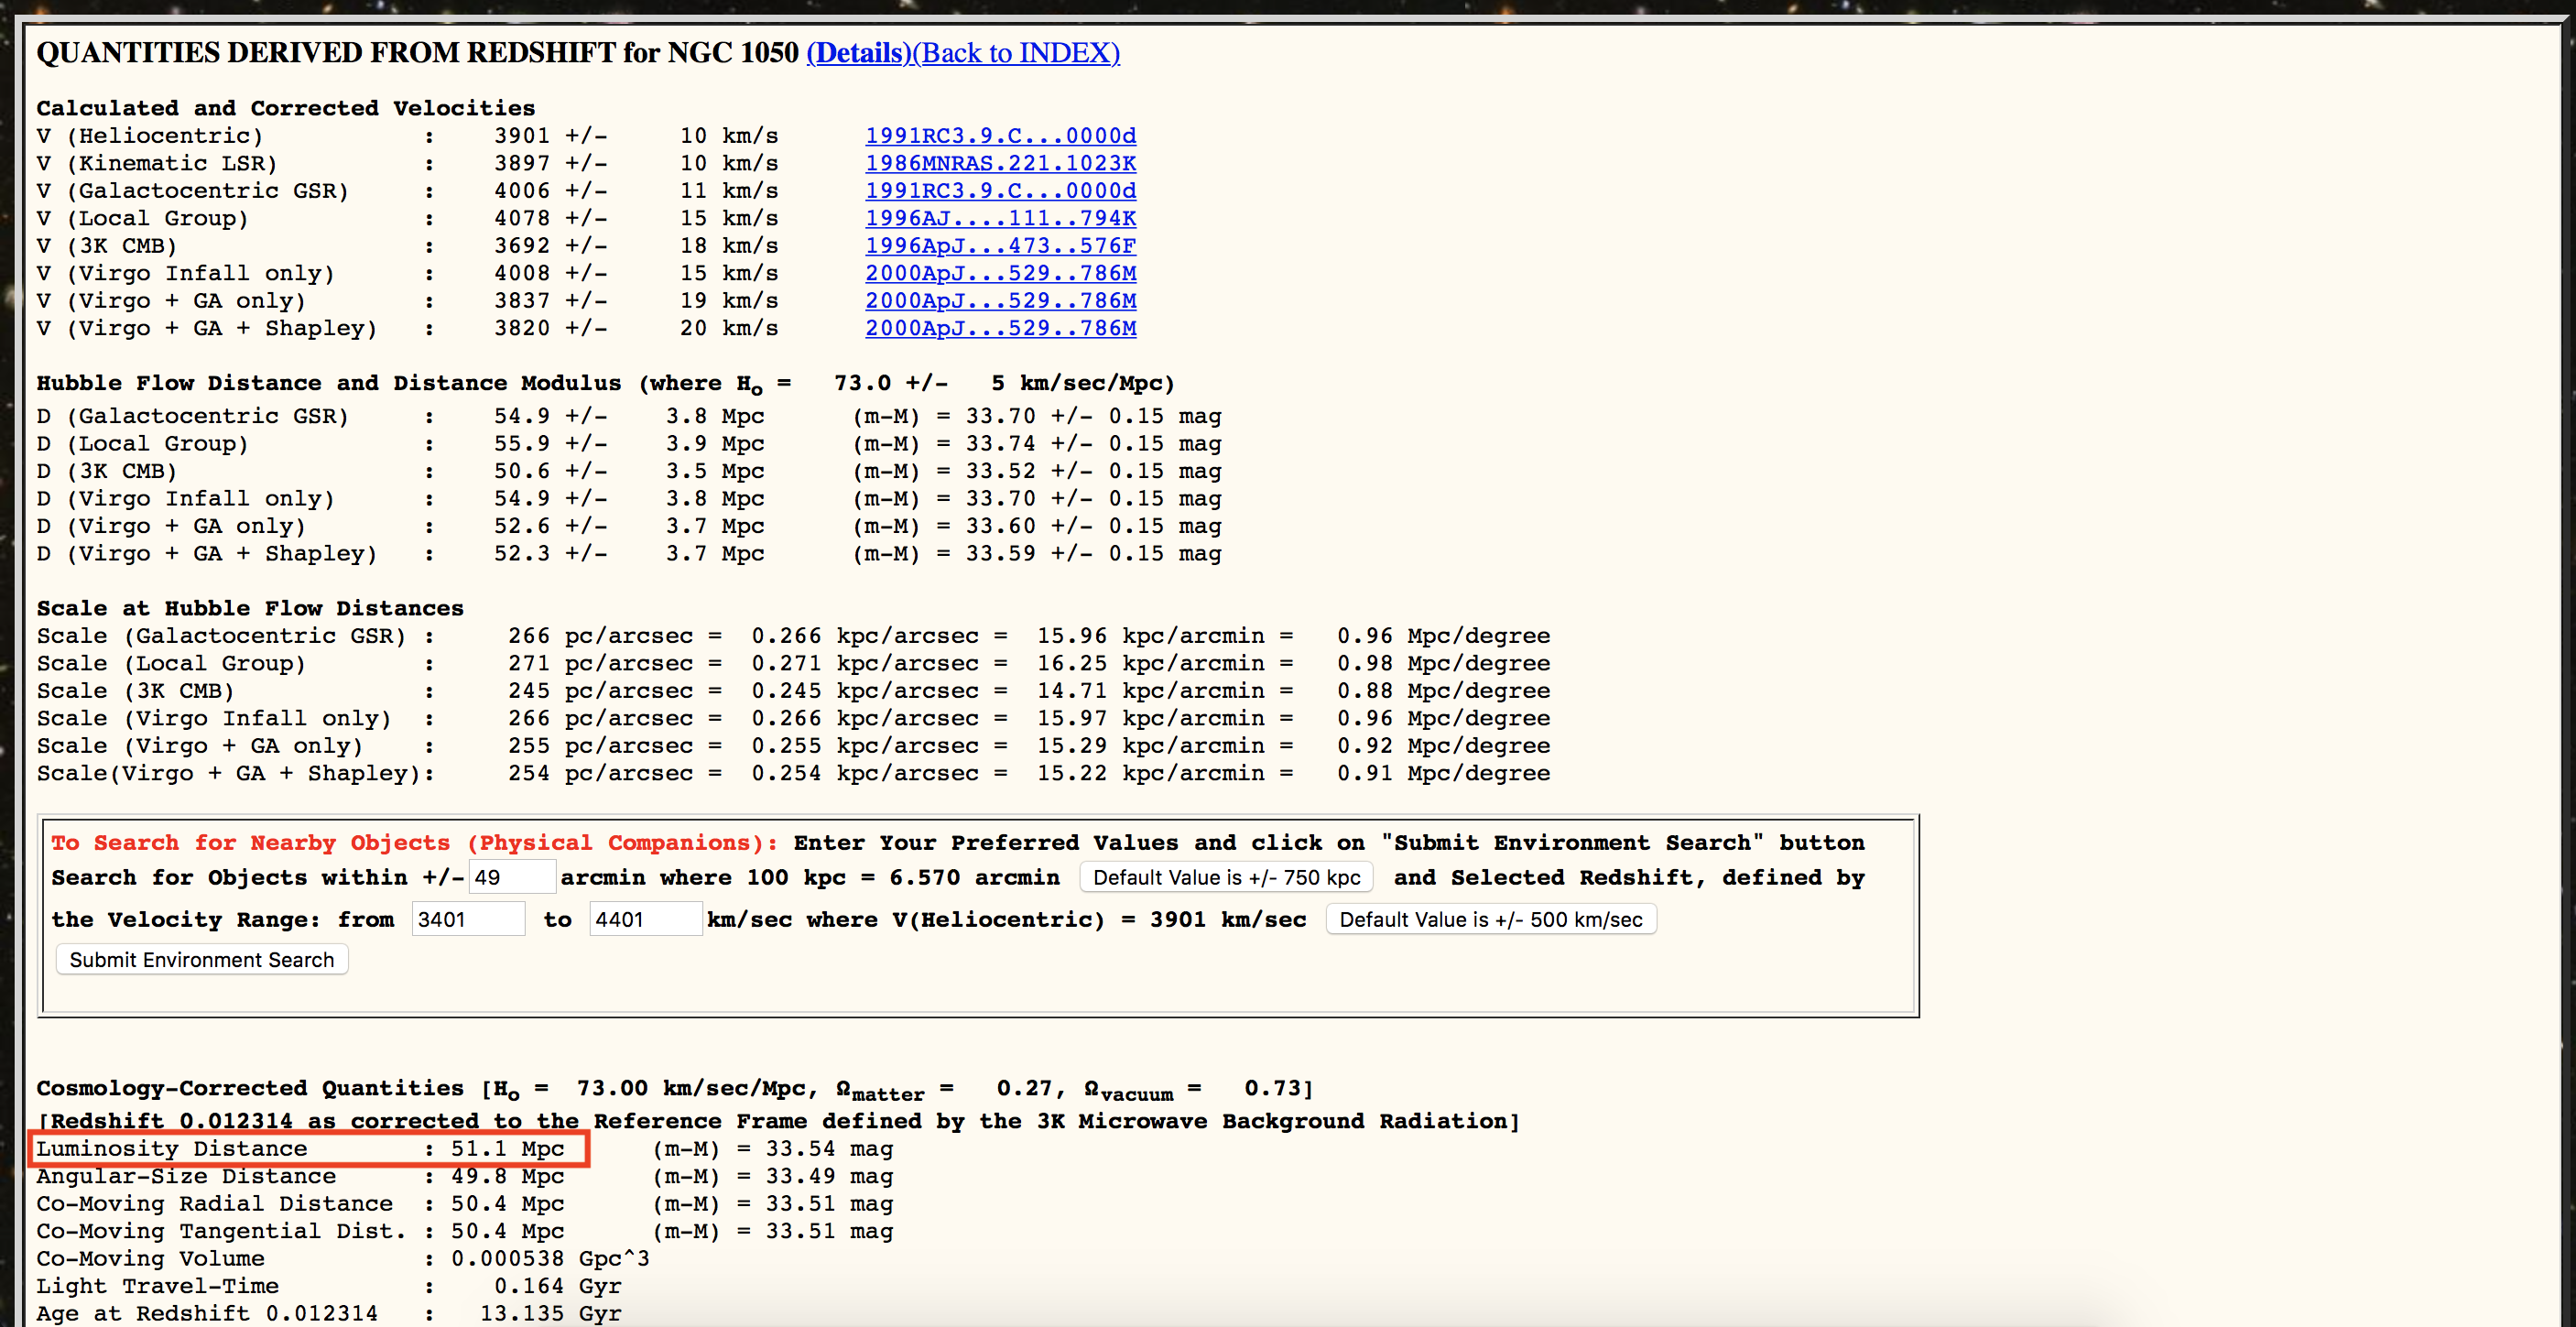 QUANTITIES DERIVED FROM REDSHIFT for NGC 1050 (Details)(Back to INDEX)
Calculated and Corrected Velocities
V (Heliocentric) : 3901 +/- 10 km/s 1991RC3.9.C...0000d
V (Kinematic LSR) : 3897 +/- 10 km/s 1986MNRAS.221.1023K
V (Galactocentric GSR) : 4006 +/- 11 km/s 1991RC3.9.C...0000d
V (Local Group) : 4078 +/- 15 km/s 1996AJ....111..794K
V (3K CMB) : 3692 +/- 18 km/s 1996ApJ...473..576F
V (Virgo Infall only) : 4008 +/- 15 km/s 2000ApJ...529..786M
V (Virgo + GA only) : 3837 +/- 19 km/s 2000ApJ...529..786M
V (Virgo + GA + Shapley) : 3820 +/- 20 km/s 2000ApJ...529..786M
Hubble Flow Distance and Distance Modulus (where Ho = 73.0 +/- 5 km/sec/Mpc)
D (Galactocentric GSR) : 54.9 +/- 3.8 Mpc (m-M) = 33.70 +/- 0.15 mag
D (Local Group) : 55.9 +/- 3.9 Mpc (m-M) = 33.74 +/- 0.15 mag
D (3K CMB) : 50.6 +/- 3.5 Mpc (m-M) = 33.52 +/- 0.15 mag
D (Virgo Infall only) : 54.9 +/- 3.8 Mpc (m-M) = 33.70 +/- 0.15 mag
D (Virgo + GA only) : 52.6 +/- 3.7 Mpc (m-M) = 33.60 +/- 0.15 mag
D (Virgo + GA + Shapley) : 52.3 +/- 3.7 Mpc (m-M) = 33.59 +/- 0.15 mag
Scale at Hubble Flow Distances
Scale (Galactocentric GSR) : 266 pc/arcsec = 0.266 kpc/arcsec = 15.96 kpc/arcmin = 0.96 Mpc/degree
Scale (Local Group) : 271 pc/arcsec = 0.271 kpc/arcsec = 16.25 kpc/arcmin = 0.98 Mpc/degree
Scale (3K CMB) : 245 pc/arcsec = 0.245 kpc/arcsec = 14.71 kpc/arcmin = 0.88 Mpc/degree
Scale (Virgo Infall only) : 266 pc/arcsec = 0.266 kpc/arcsec = 15.97 kpc/arcmin = 0.96 Mpc/degree
Scale (Virgo + GA only) : 255 pc/arcsec = 0.255 kpc/arcsec = 15.29 kpc/arcmin = 0.92 Mpc/degree
Scale(Virgo + GA + Shapley): 254 pc/arcsec = 0.254 kpc/arcsec = 15.22 kpc/arcmin = 0.91 Mpc/degree
To Search for Nearby Objects (Physical Companions): Enter Your Preferred Values and click on "Submit Environment Search" button
Search for Objects within +/- 49 arcmin where 100 kpc = 6.570 arcmin Default Value is +/- 750 kpc and Selected Redshift, defined by
the Velocity Range: from 3401 to 4401 km/sec where V(Heliocentric) = 3901 km/sec Default Value is +/- 500 km/sec
Submit Environment Search
Cosmology-Corrected Quantities [Ho = 73.00 km/sec/Mpc, Ωmatter = 0.27, Ωvacuum = 0.73]
[Redshift 0.012314 as corrected to the Reference Frame defined by the 3K Microwave Background Radiation]
Luminosity Distance : 51.1 Mpc (m-M) = 33.54 mag
Angular-Size Distance : 49.8 Mpc (m-M) = 33.49 mag
Co-Moving Radial Distance : 50.4 Mpc (m-M) = 33.51 mag
Co-Moving Tangential Dist. : 50.4 Mpc (m-M) = 33.51 mag
Co-Moving Volume : 0.000538 Gpc^3
Light Travel-Time : 0.164 Gyr
Age at Redshift 0.012314 : 13.135 Gyr